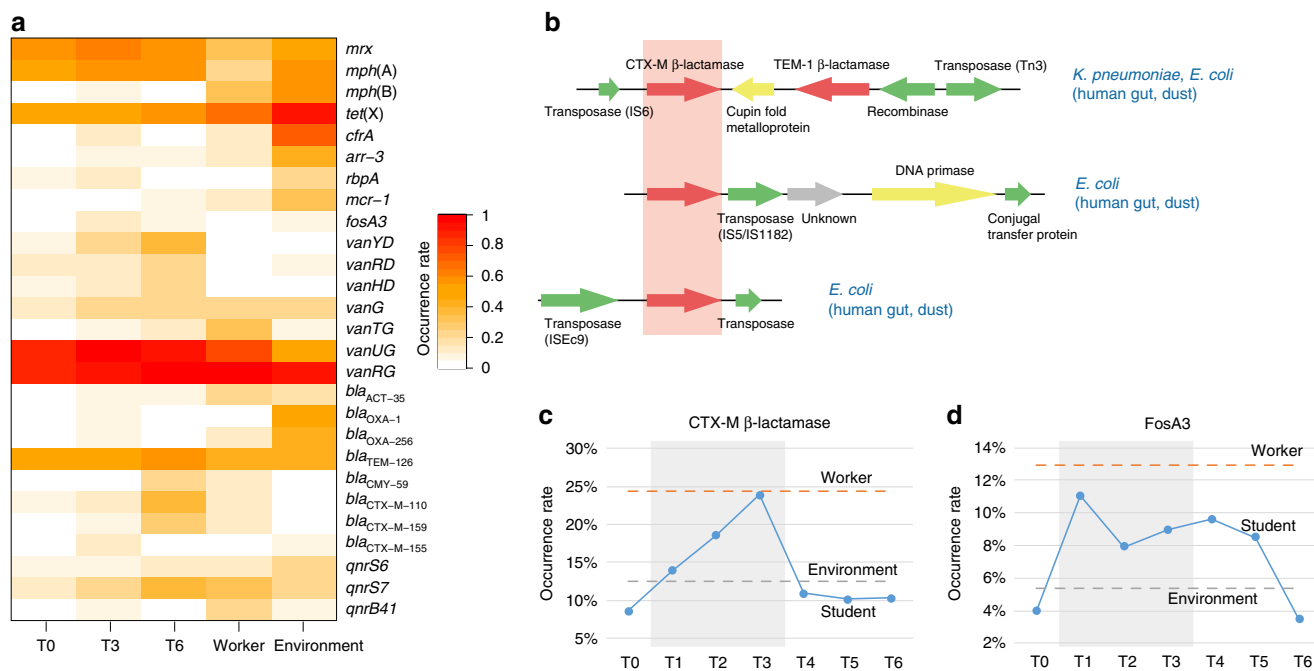 a
mrx
mph(A)
mph(B)
tet(X)
cfrA
arr–3
rbpA
mcr–1
fosA3
vanYD
vanRD
vanHD
vanG
vanTG
vanUG
vanRG
blaACT–35
blaOXA–1
blaOXA–256
blaTEM–126
blaCMY–59
blaCTX–M–110
blaCTX–M–159
blaCTX–M–155
qnrS6
qnrS7
qnrB41
T0 T3 T6 Worker Environment
Occurrence rate
1
0.8
0.6
0.4
0.2
0
b
CTX-M β-lactamase TEM-1 β-lactamase Transposase (Tn3)
Transposase (IS6) Cupin fold Recombinase
metalloprotein
K. pneumoniae, E. coli
(human gut, dust)
DNA primase
Transposase Unknown Conjugal
(IS5/IS1182) transfer protein
E. coli
(human gut, dust)
Transposase Transposase
(ISEc9)
E. coli
(human gut, dust)
c
CTX-M β-lactamase
Occurrence rate
30%
25%
20%
15%
10%
5%
Worker
Environment
Student
T0 T1 T2 T3 T4 T5 T6
d
FosA3
Occurrence rate
14%
12%
10%
8%
6%
4%
2%
Worker
Student
Environment
T0 T1 T2 T3 T4 T5 T6